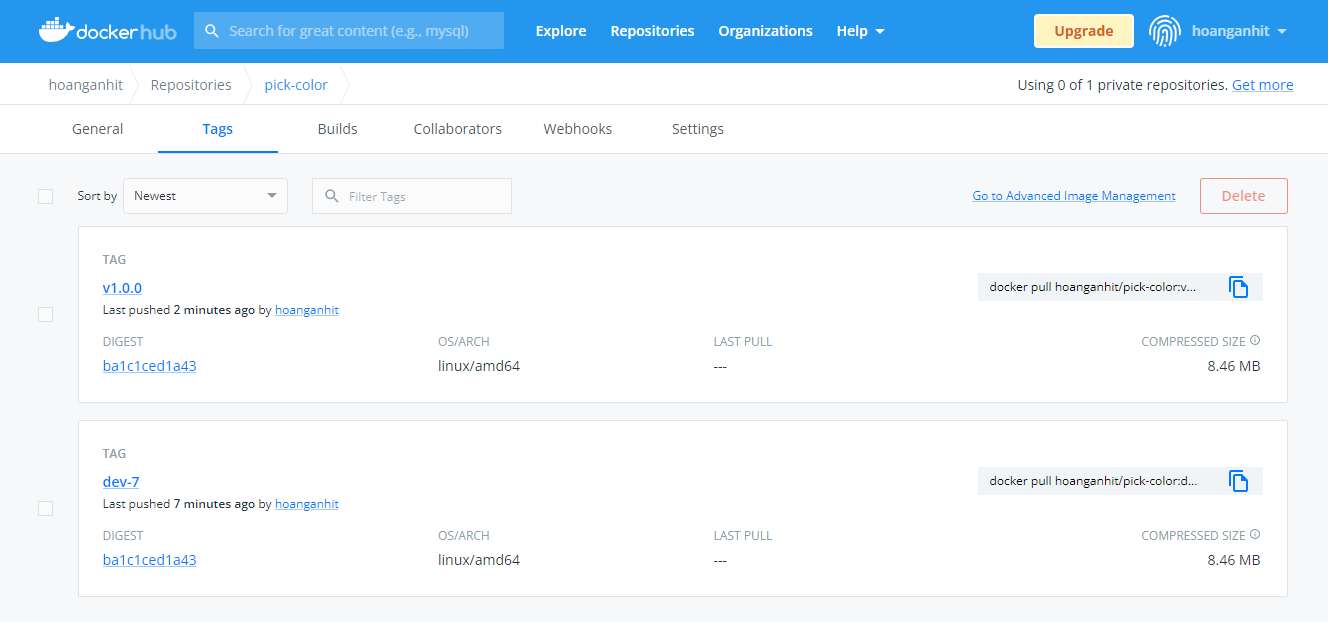 docker hub Search for great content (e.g., mysql) Explore Repositories Organizations Help Upgrade hoanganhit
hoanganhit Repositories pick-color Using 0 of 1 private repositories. Get more
General Tags Builds Collaborators Webhooks Settings
Sort by Newest Filter Tags Go to Advanced Image Management Delete
TAG
v1.0.0 docker pull hoanganhit/pick-color:v...
Last pushed 2 minutes ago by hoanganhit
DIGEST OS/ARCH LAST PULL COMPRESSED SIZE
ba1c1ced1a43 linux/amd64 --- 8.46 MB
TAG
dev-7 docker pull hoanganhit/pick-color:d...
Last pushed 7 minutes ago by hoanganhit
DIGEST OS/ARCH LAST PULL COMPRESSED SIZE
ba1c1ced1a43 linux/amd64 --- 8.46 MB